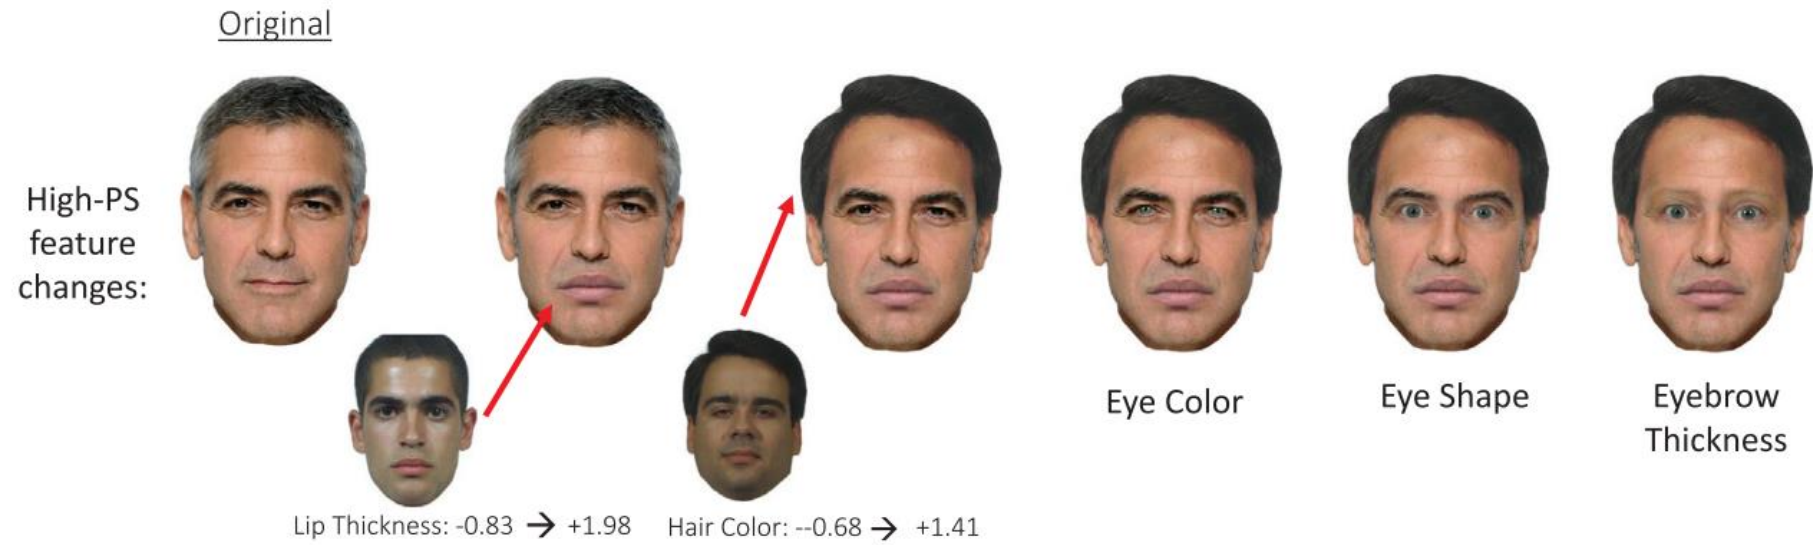 Original
High-PS
feature
changes:
Eye Color
Eye Shape
Eyebrow
Thickness
Lip Thickness: -0.83 → +1.98
Hair Color: --0.68 → +1.41